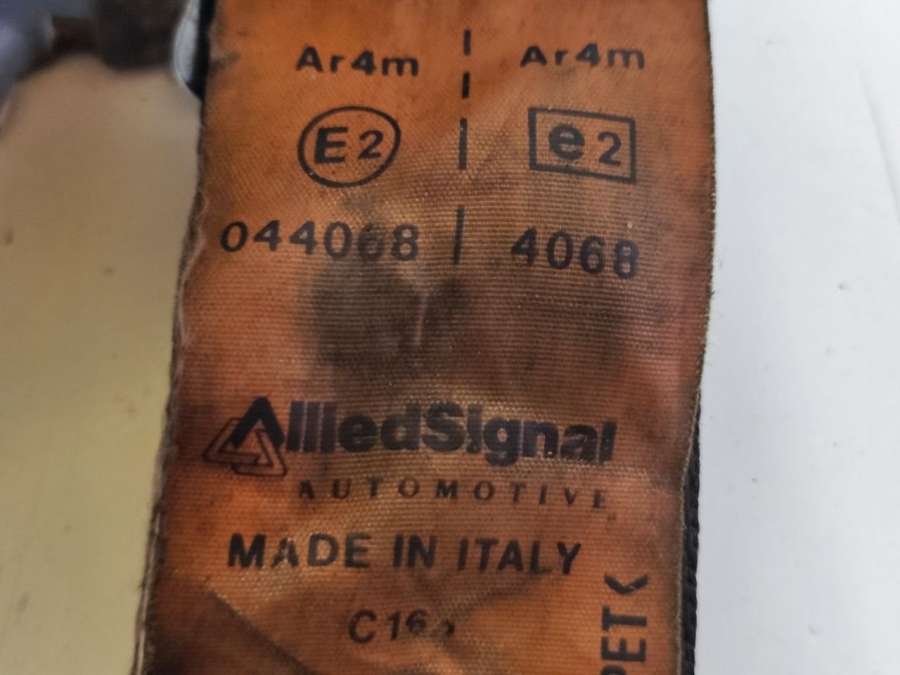 Ar4m | Ar4m
E2 | e2
044068 | 4068
AlliedSignal
AUTOMOTIVE
MADE IN ITALY
PET<